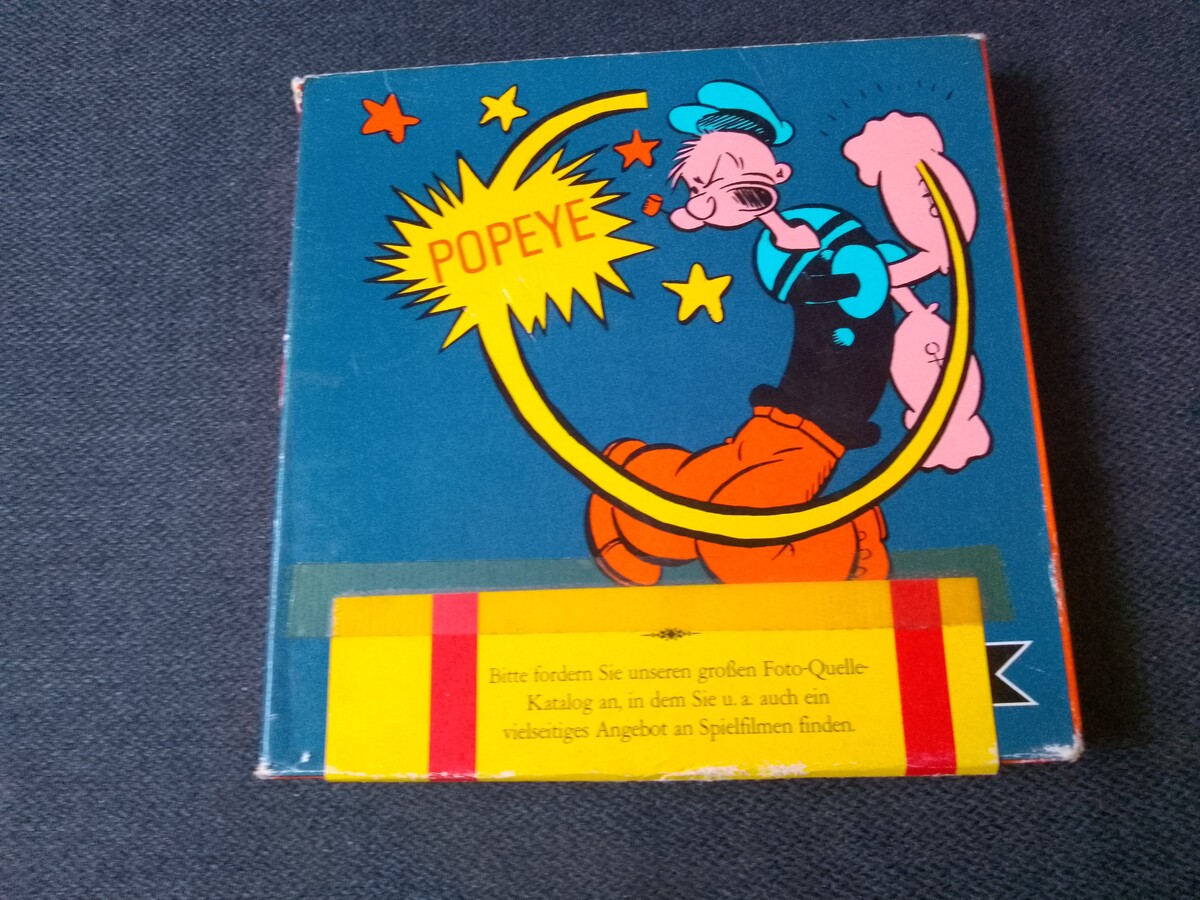 POPEYE
Bitte fordern Sie unseren großen Foto-Quelle-
Katalog an, in dem Sie u. a. auch ein
vielseitiges Angebot an Spielfilmen finden.